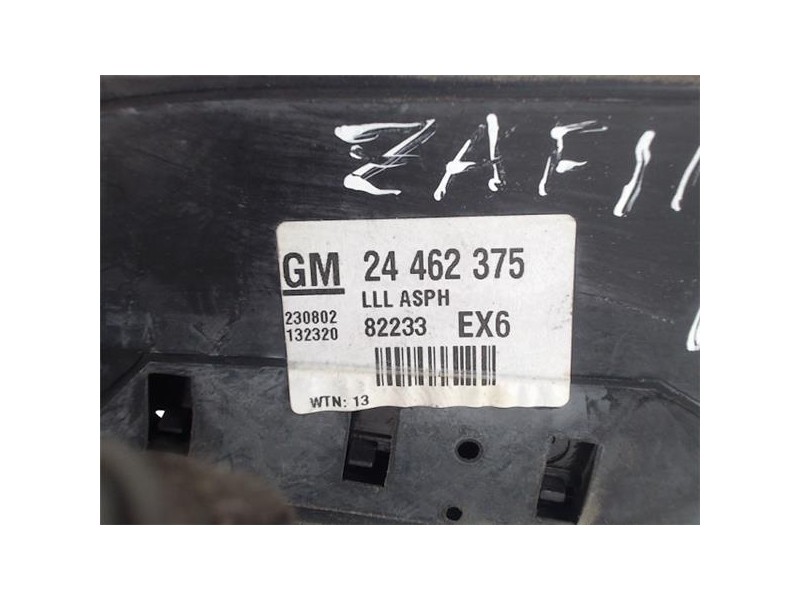 ZAFI
GM 24 462 375
LLL ASPH
230802
132320 82233 EX6
WTN: 13